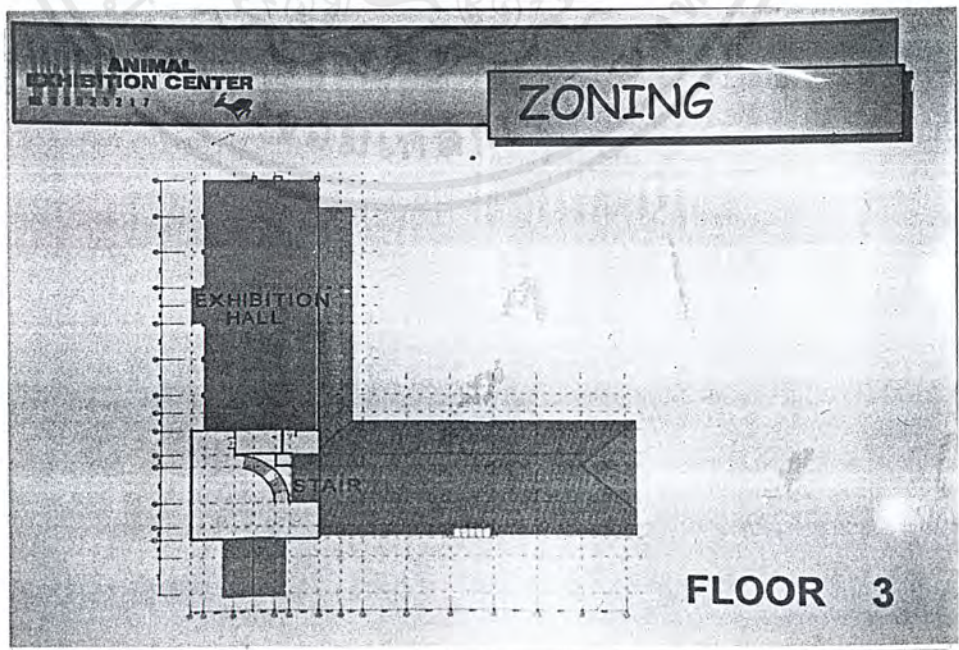 ANIMAL
EXHIBITION CENTER
ZONING
EXHIBITION
HALL
STAIR
FLOOR 3